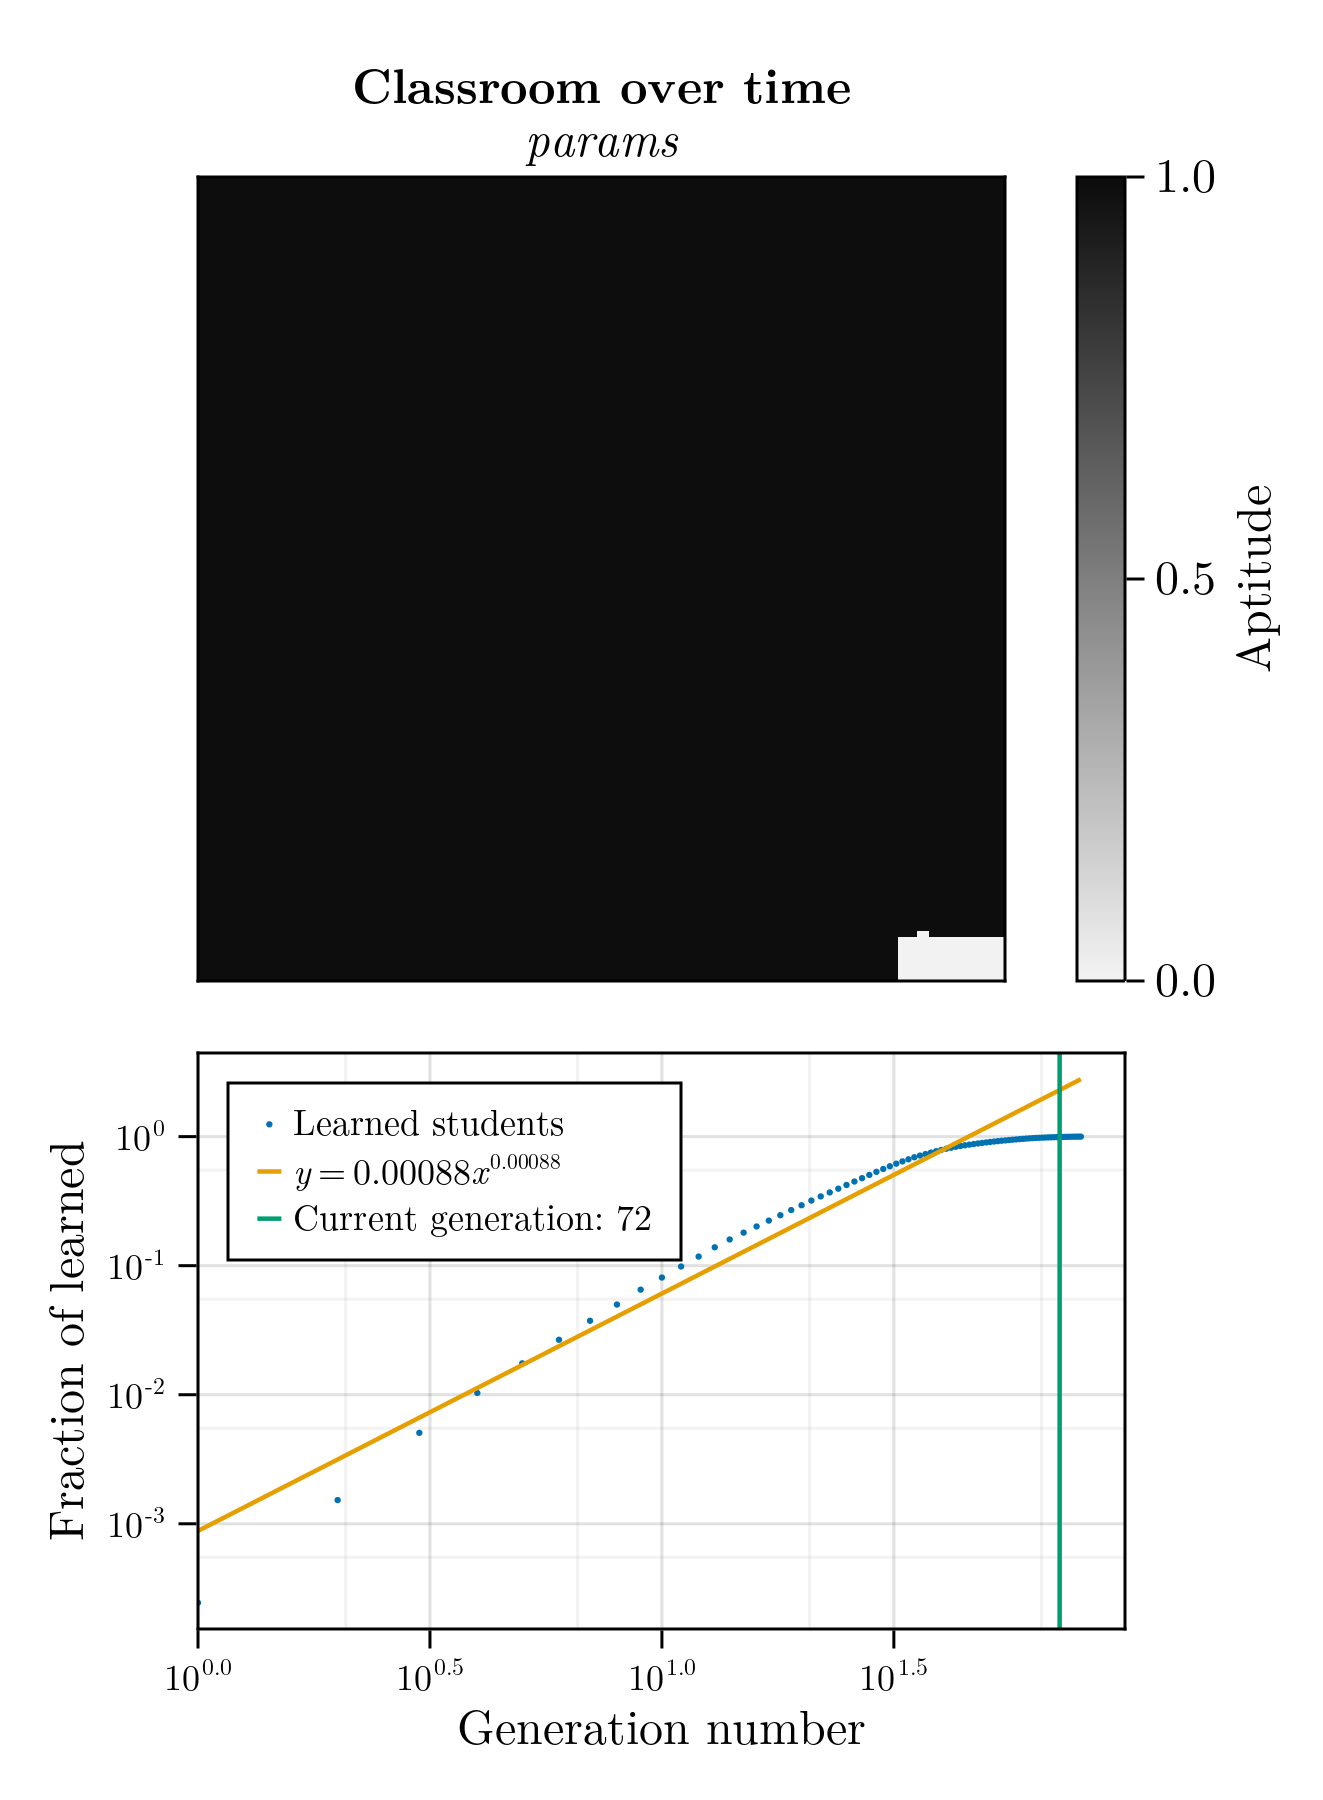 Classroom over time
params
1.0
0.5
0.0
Aptitude
Learned students
y = 0.00088x^0.00088
Current generation: 72
10^0
10^-1
10^-2
10^-3
Fraction of learned
10^0.0 10^0.5 10^1.0 10^1.5
Generation number